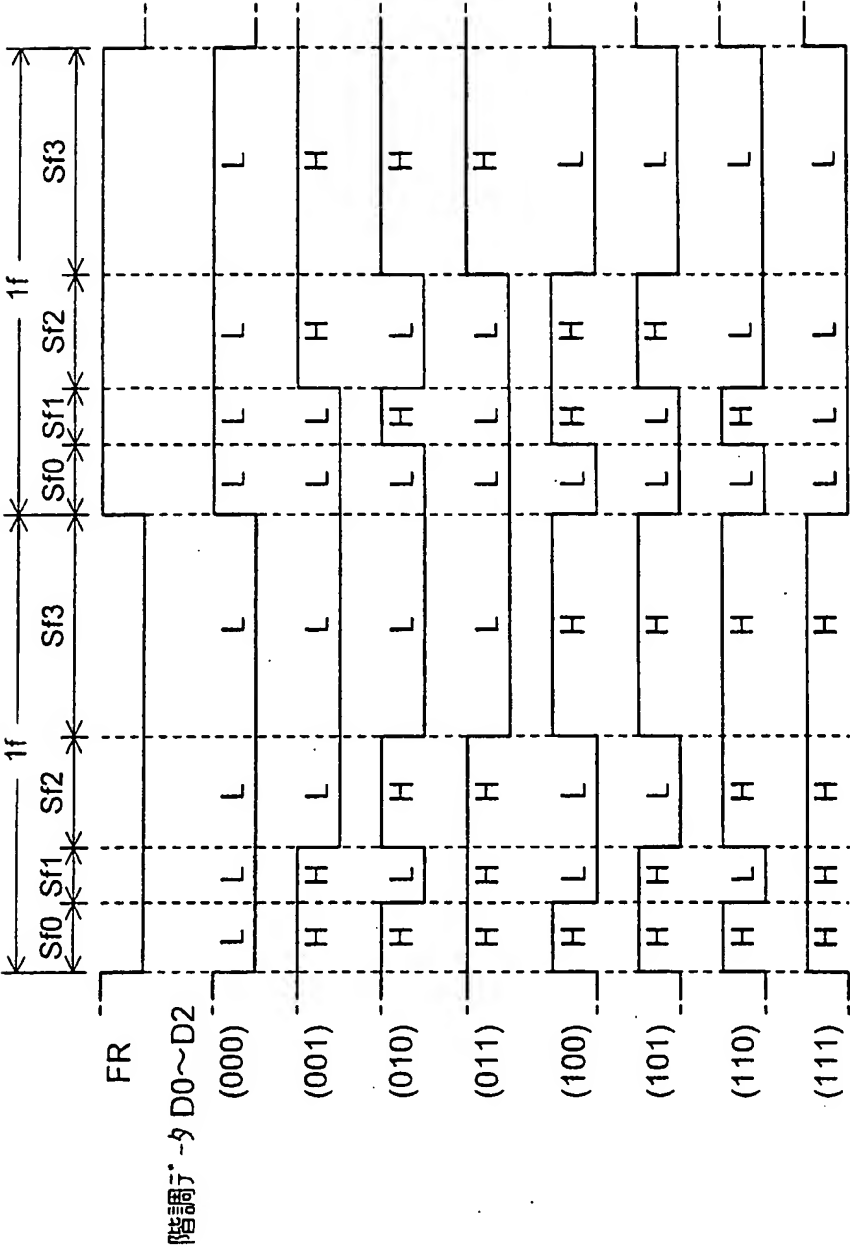 1f 1f
Sf0 Sf1 Sf2 Sf3 Sf0 Sf1 Sf2 Sf3
FR
階調データ D0～D2
(000) L L L L L L L L
(001) H H L L L L H H
(010) H L H L L H L H
(011) H H H L L L L H
(100) H L L H L H H L
(101) H H L H L L H L
(110) H L H H L H L L
(111) H H H H L L L L